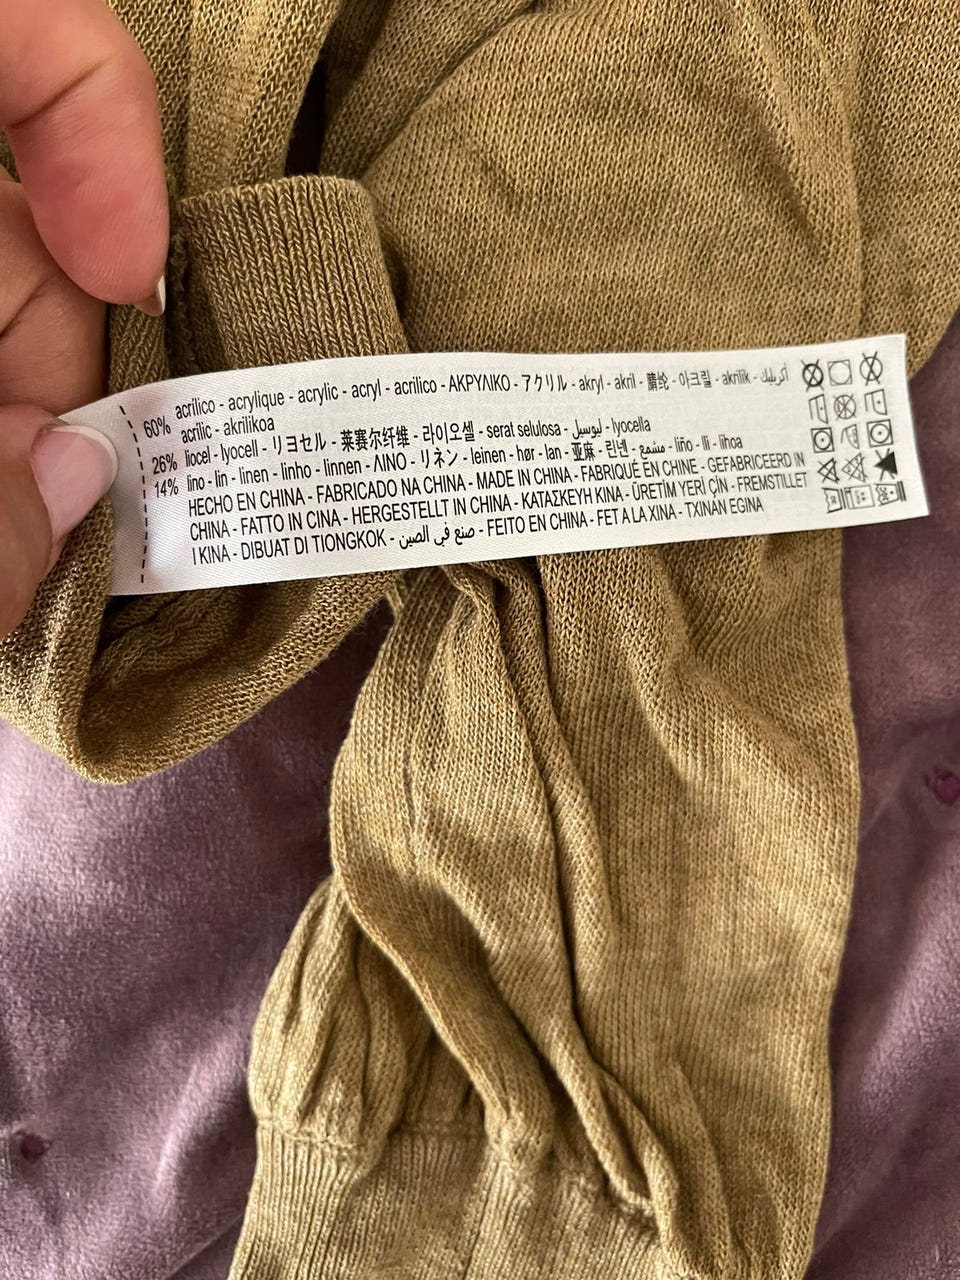 60% acrílico - acrylique - acrylic - acryl - acrilico - ΑΚΡΥΛΙΚΟ - アクリル - akryl - akril - 腈纶 - 아크릴 - akrilik - أكريليك
acrílic - akrilikoa
26% liocel - lyocell - リヨセル - 莱赛尔纤维 - 라이오셀 - serat selulosa - ليوسيل - lyocella
14% lino - lin - linen - linho - linnen - ΛΙΝΟ - リネン - leinen - hør - lan - 亚麻 - 린넨 - مشمع - liño - lli - lihoa
HECHO EN CHINA - FABRICADO NA CHINA - MADE IN CHINA - FABRIQUÉ EN CHINE - GEFABRICEERD IN
CHINA - FATTO IN CINA - HERGESTELLT IN CHINA - ΚΑΤΑΣΚΕΥΗ ΚΙΝΑ - ÜRETİM YERİ ÇİN - FREMSTILLET
I KINA - DIBUAT DI TIONGKOK - صنع في الصين - FEITO EN CHINA - FET A LA XINA - TXINAN EGINA